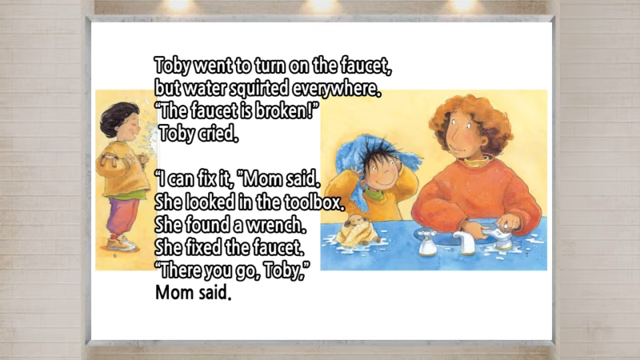 Toby went to turn on the faucet,
but water squirted everywhere.
“The faucet is broken!”
Toby cried.
“I can fix it, ”Mom said.
She looked in the toolbox.
She found a wrench.
She fixed the faucet.
“There you go, Toby,”
Mom said.